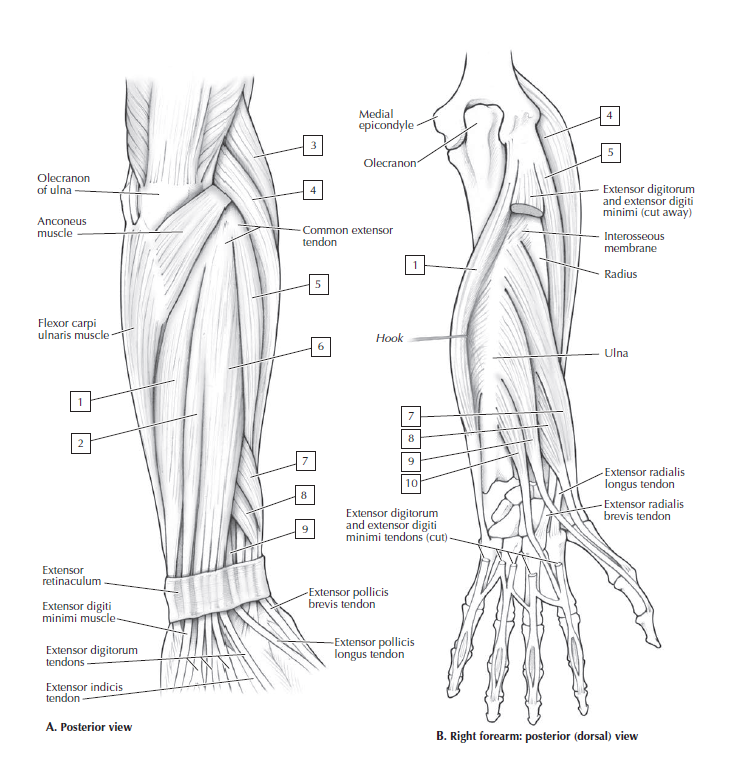 Olecranon
of ulna
Anconeus
muscle
Flexor carpi
ulnaris muscle
1
2
Extensor
retinaculum
Extensor digiti
minimi muscle
Extensor digitorum
tendons
Extensor indicis
tendon
3
4
Common extensor
tendon
5
6
7
8
9
Extensor pollicis
brevis tendon
Extensor pollicis
longus tendon
A. Posterior view
Medial
epicondyle
Olecranon
1
Hook
7
8
9
10
Extensor digitorum
and extensor digiti
minimi tendons (cut)
4
5
Extensor digitorum
and extensor digiti
minimi (cut away)
Interosseous
membrane
Radius
Ulna
Extensor radialis
longus tendon
Extensor radialis
brevis tendon
B. Right forearm: posterior (dorsal) view